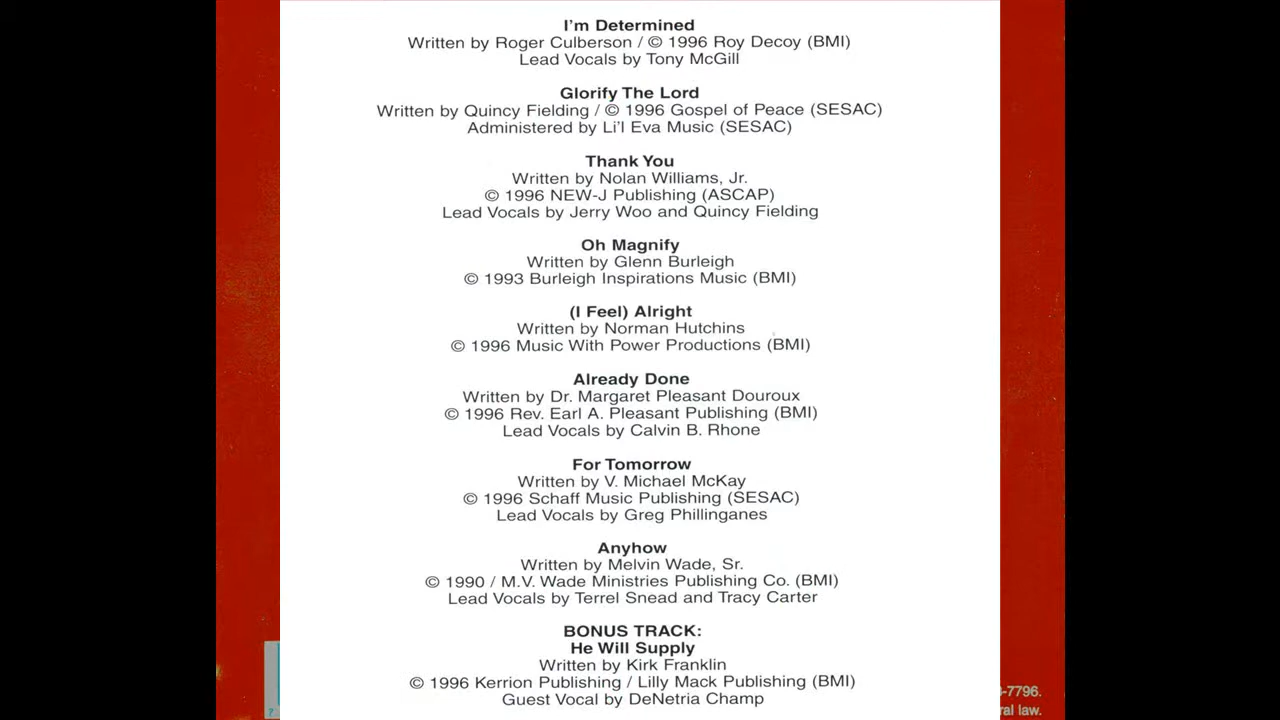 I'm Determined
Written by Roger Culberson / © 1996 Roy Decoy (BMI)
Lead Vocals by Tony McGill
Glorify The Lord
Written by Quincy Fielding / © 1996 Gospel of Peace (SESAC)
Administered by Li'l Eva Music (SESAC)
Thank You
Written by Nolan Williams, Jr.
© 1996 NEW-J Publishing (ASCAP)
Lead Vocals by Jerry Woo and Quincy Fielding
Oh Magnify
Written by Glenn Burleigh
© 1993 Burleigh Inspirations Music (BMI)
(I Feel) Alright
Written by Norman Hutchins
© 1996 Music With Power Productions (BMI)
Already Done
Written by Dr. Margaret Pleasant Douroux
© 1996 Rev. Earl A. Pleasant Publishing (BMI)
Lead Vocals by Calvin B. Rhone
For Tomorrow
Written by V. Michael McKay
© 1996 Schaff Music Publishing (SESAC)
Lead Vocals by Greg Phillinganes
Anyhow
Written by Melvin Wade, Sr.
© 1990 / M.V. Wade Ministries Publishing Co. (BMI)
Lead Vocals by Terrel Snead and Tracy Carter
BONUS TRACK:
He Will Supply
Written by Kirk Franklin
© 1996 Kerrion Publishing / Lilly Mack Publishing (BMI)
Guest Vocal by DeNetria Champ
-7796.
law.
7